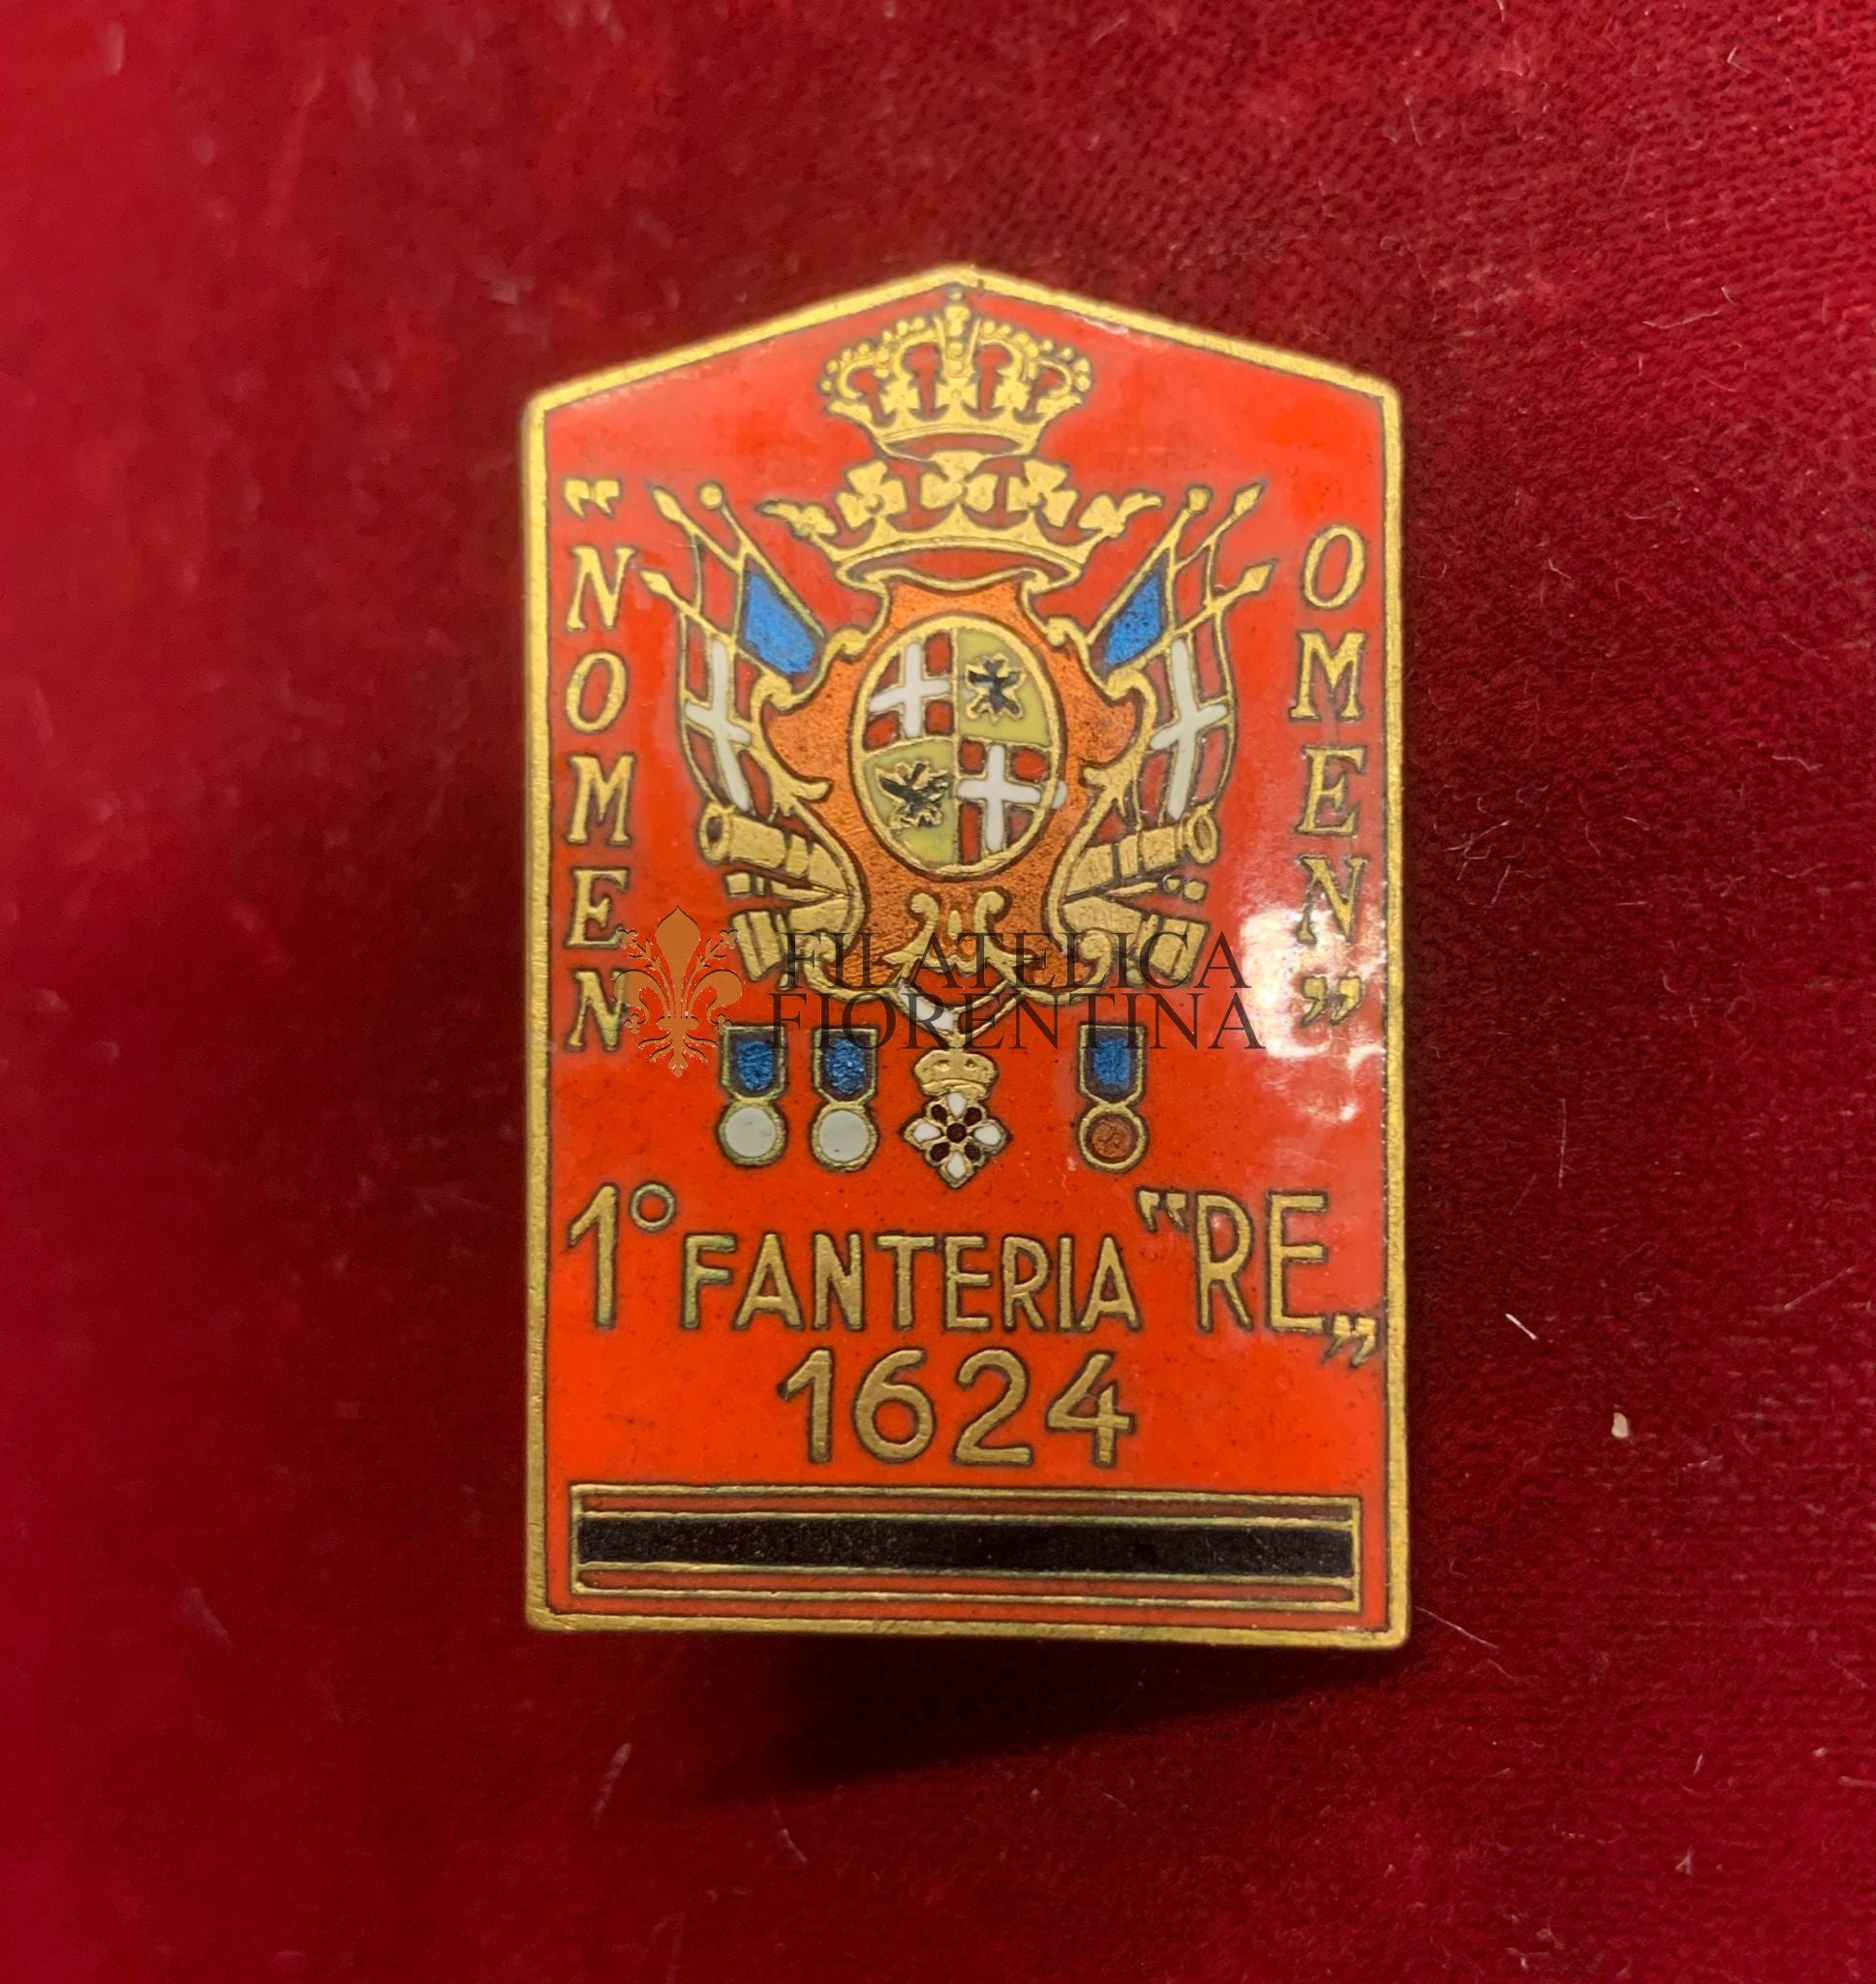 "NOMEN
OMEN"
FILATELICA
FIORENTINA
1° FANTERIA "RE„
1624